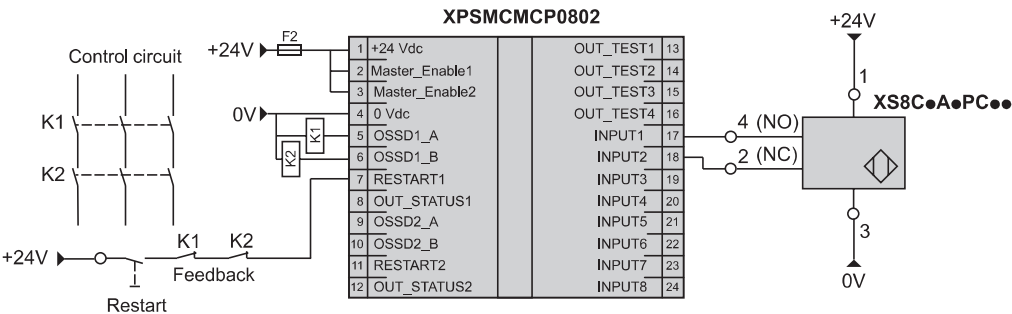 XPSMCMCP0802
Control circuit
K1
K2
+24V
F2
0V
K1
K2
1 +24 Vdc
2 Master_Enable1
3 Master_Enable2
4 0 Vdc
5 OSSD1_A
6 OSSD1_B
7 RESTART1
8 OUT_STATUS1
9 OSSD2_A
10 OSSD2_B
11 RESTART2
12 OUT_STATUS2
OUT_TEST1 13
OUT_TEST2 14
OUT_TEST3 15
OUT_TEST4 16
INPUT1 17
INPUT2 18
INPUT3 19
INPUT4 20
INPUT5 21
INPUT6 22
INPUT7 23
INPUT8 24
+24V
1
XS8C●A●PC●●
4 (NO)
2 (NC)
3
0V
+24V
K1 K2
Feedback
Restart